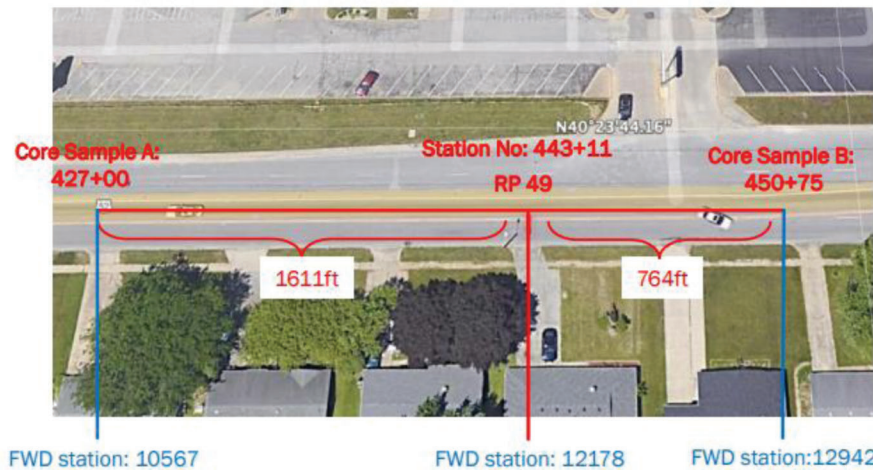 N40°23'44.16"
Core Sample A:
427+00
Station No: 443+11
RP 49
Core Sample B:
450+75
1611ft
764ft
FWD station: 10567
FWD station: 12178
FWD station:12942